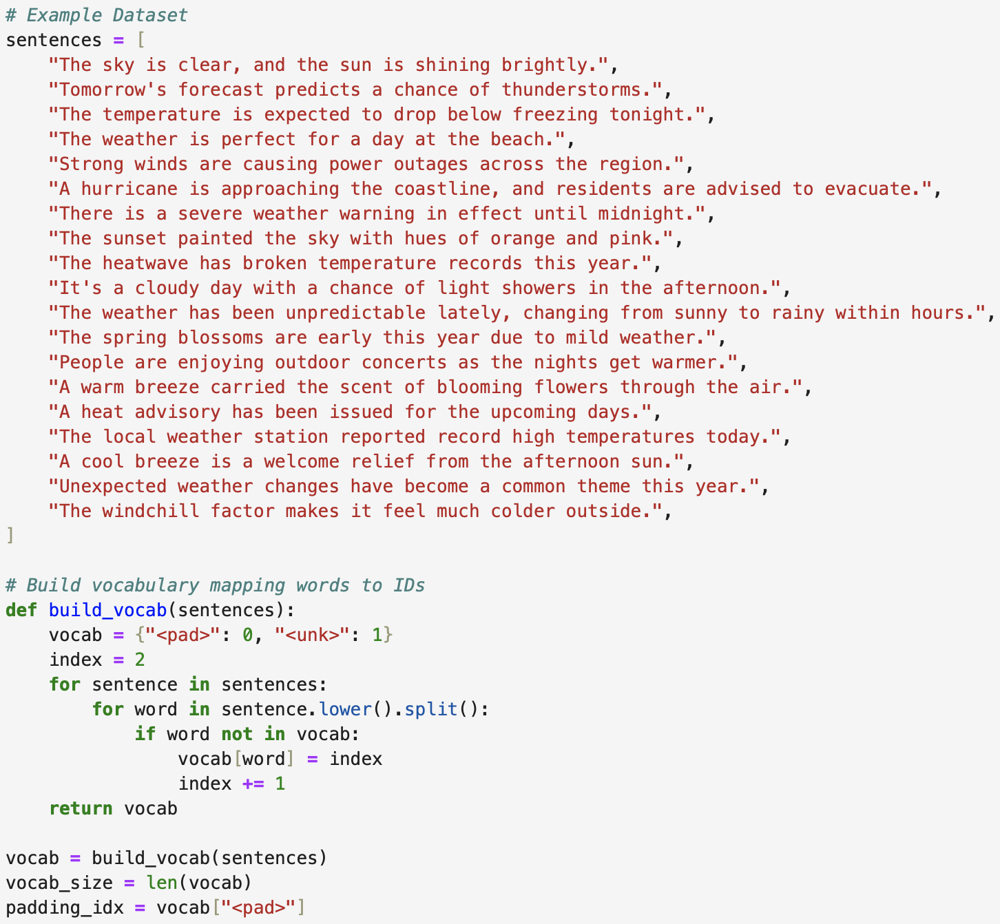 # Example Dataset
sentences = [
    "The sky is clear, and the sun is shining brightly.",
    "Tomorrow's forecast predicts a chance of thunderstorms.",
    "The temperature is expected to drop below freezing tonight.",
    "The weather is perfect for a day at the beach.",
    "Strong winds are causing power outages across the region.",
    "A hurricane is approaching the coastline, and residents are advised to evacuate.",
    "There is a severe weather warning in effect until midnight.",
    "The sunset painted the sky with hues of orange and pink.",
    "The heatwave has broken temperature records this year.",
    "It's a cloudy day with a chance of light showers in the afternoon.",
    "The weather has been unpredictable lately, changing from sunny to rainy within hours.",
    "The spring blossoms are early this year due to mild weather.",
    "People are enjoying outdoor concerts as the nights get warmer.",
    "A warm breeze carried the scent of blooming flowers through the air.",
    "A heat advisory has been issued for the upcoming days.",
    "The local weather station reported record high temperatures today.",
    "A cool breeze is a welcome relief from the afternoon sun.",
    "Unexpected weather changes have become a common theme this year.",
    "The windchill factor makes it feel much colder outside.",
]

# Build vocabulary mapping words to IDs
def build_vocab(sentences):
    vocab = {"<pad>": 0, "<unk>": 1}
    index = 2
    for sentence in sentences:
        for word in sentence.lower().split():
            if word not in vocab:
                vocab[word] = index
                index += 1
    return vocab

vocab = build_vocab(sentences)
vocab_size = len(vocab)
padding_idx = vocab["<pad>"]